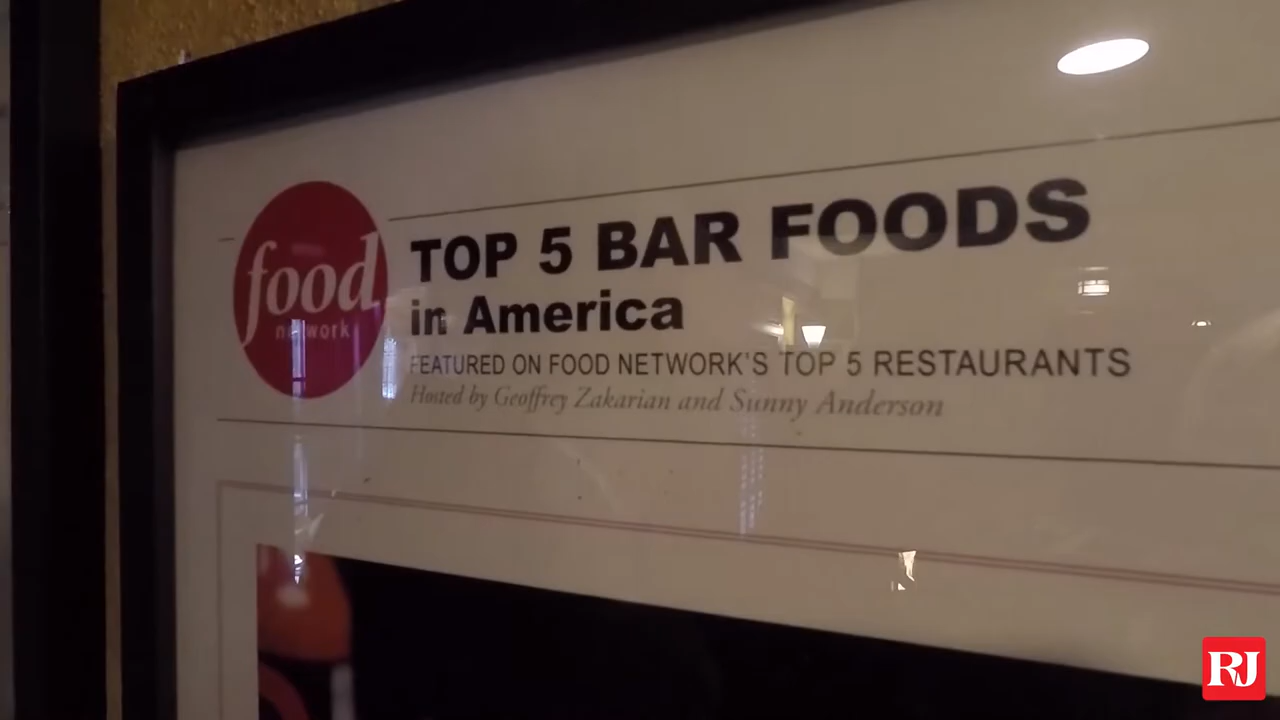 food
network
TOP 5 BAR FOODS
in America
FEATURED ON FOOD NETWORK'S TOP 5 RESTAURANTS
Hosted by Geoffrey Zakarian and Sunny Anderson
RJ